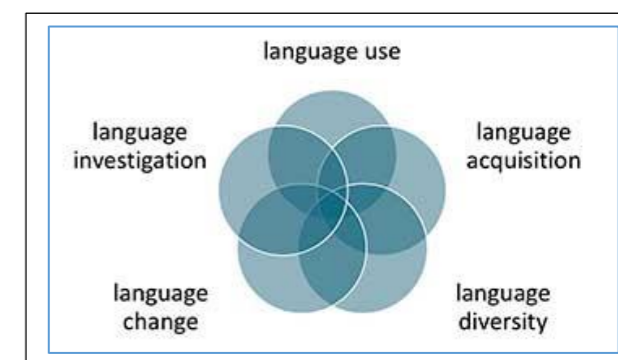 language use
language
investigation
language
acquisition
language
change
language
diversity